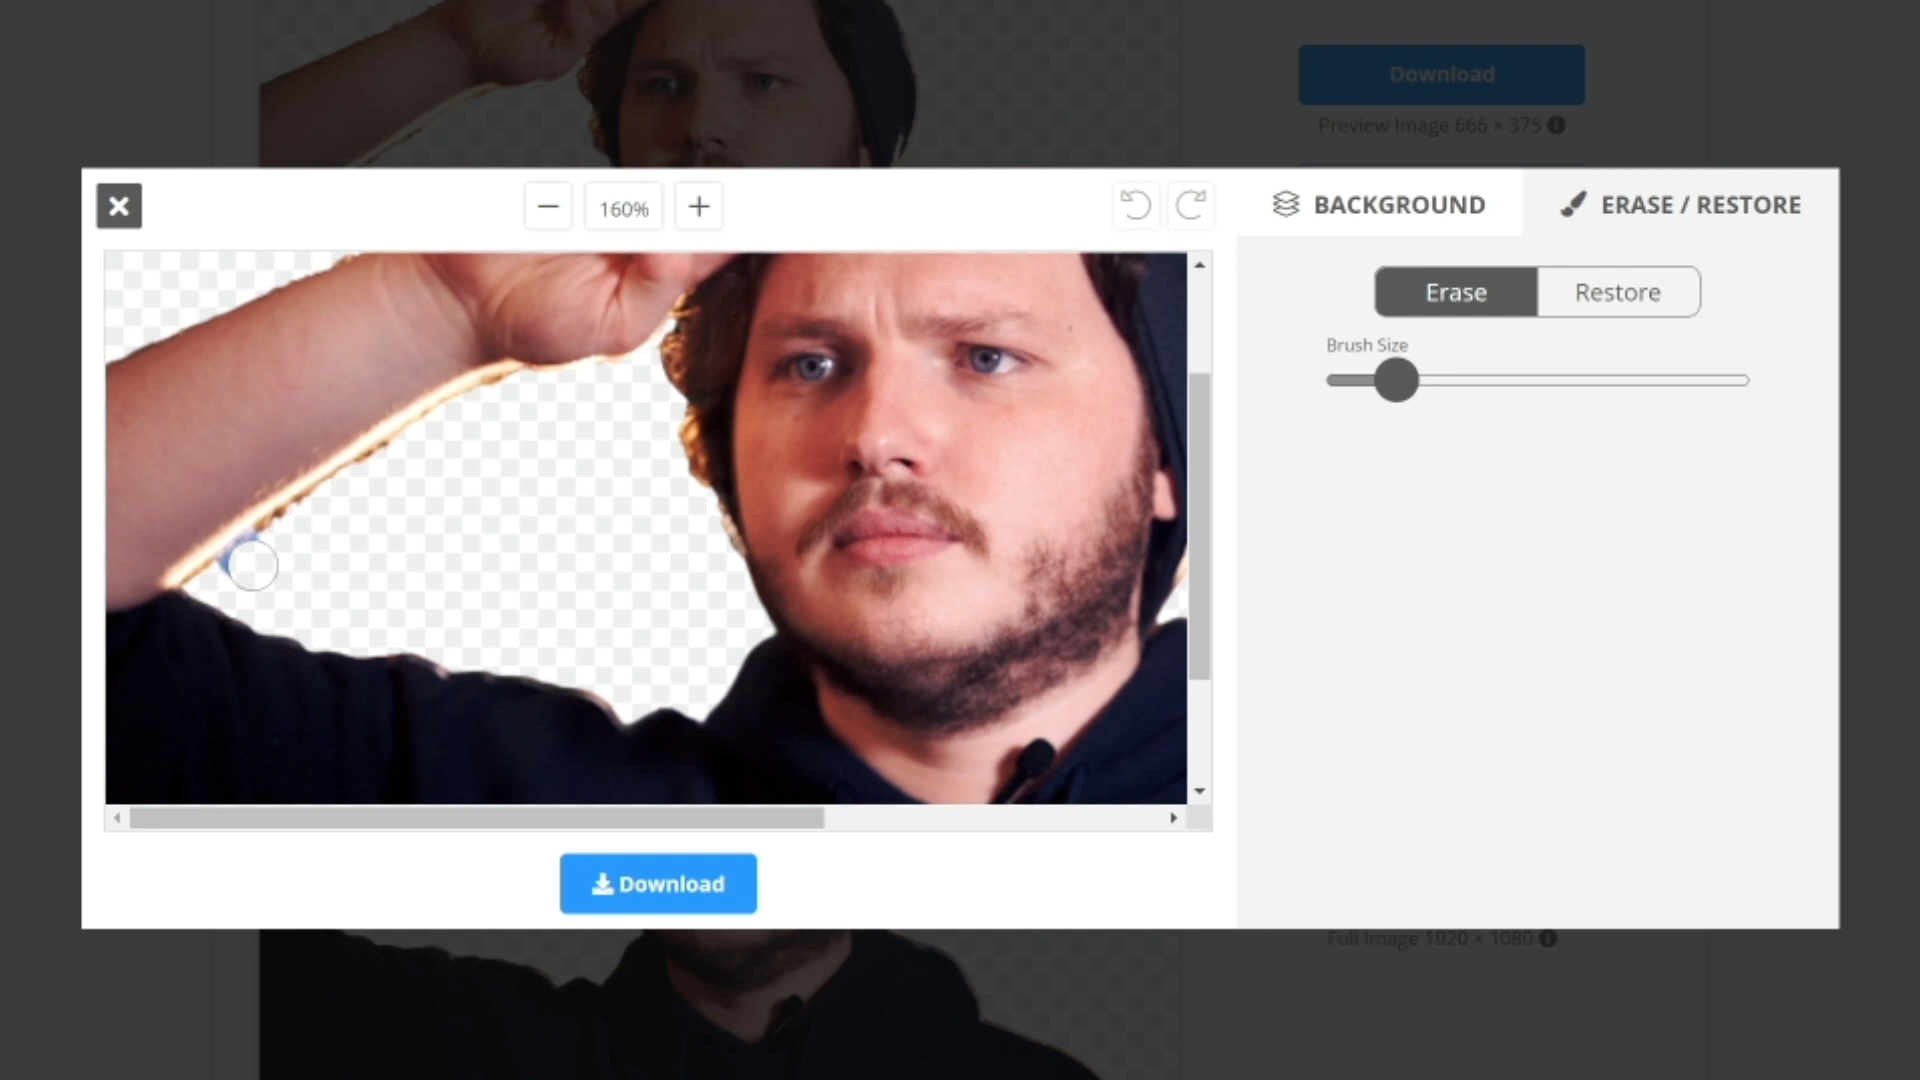 Download
Preview Image 666 × 375
160%
BACKGROUND
ERASE / RESTORE
Erase
Restore
Brush Size
Download
Full Image 1920 × 1080